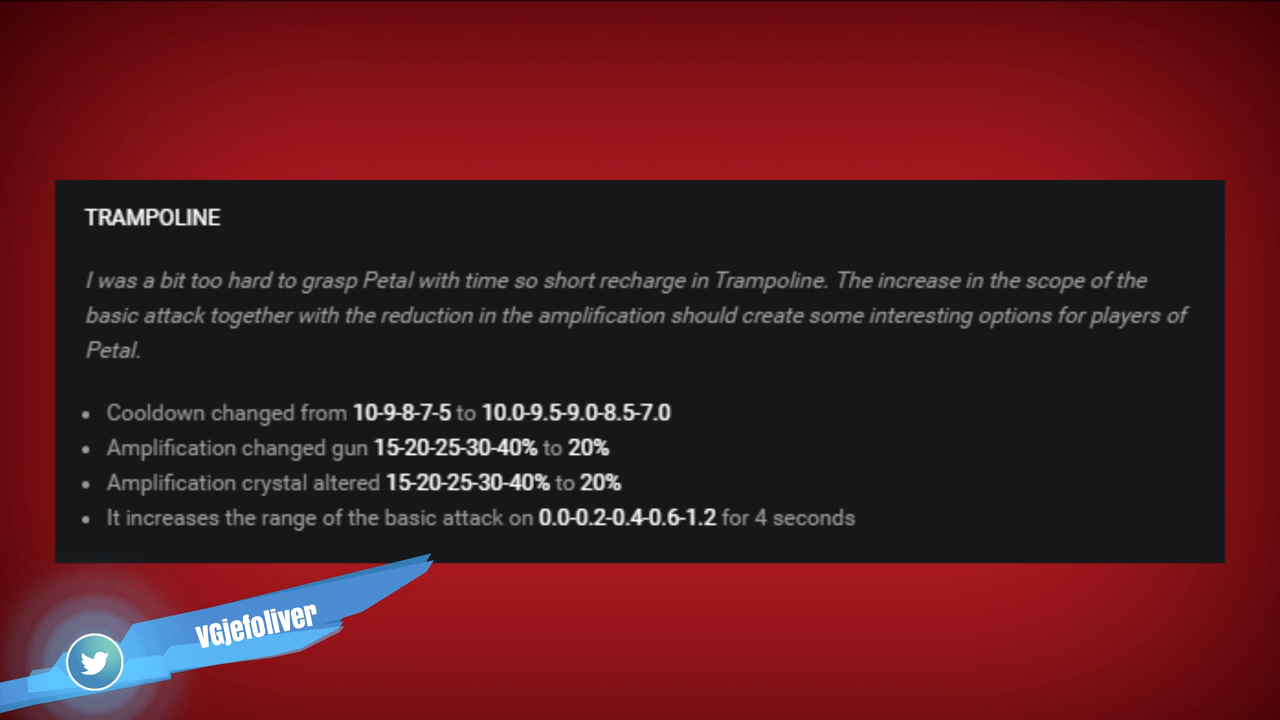 TRAMPOLINE
I was a bit too hard to grasp Petal with time so short recharge in Trampoline. The increase in the scope of the
basic attack together with the reduction in the amplification should create some interesting options for players of
Petal.
• Cooldown changed from 10-9-8-7-5 to 10.0-9.5-9.0-8.5-7.0
• Amplification changed gun 15-20-25-30-40% to 20%
• Amplification crystal altered 15-20-25-30-40% to 20%
• It increases the range of the basic attack on 0.0-0.2-0.4-0.6-1.2 for 4 seconds
vgjefoliver